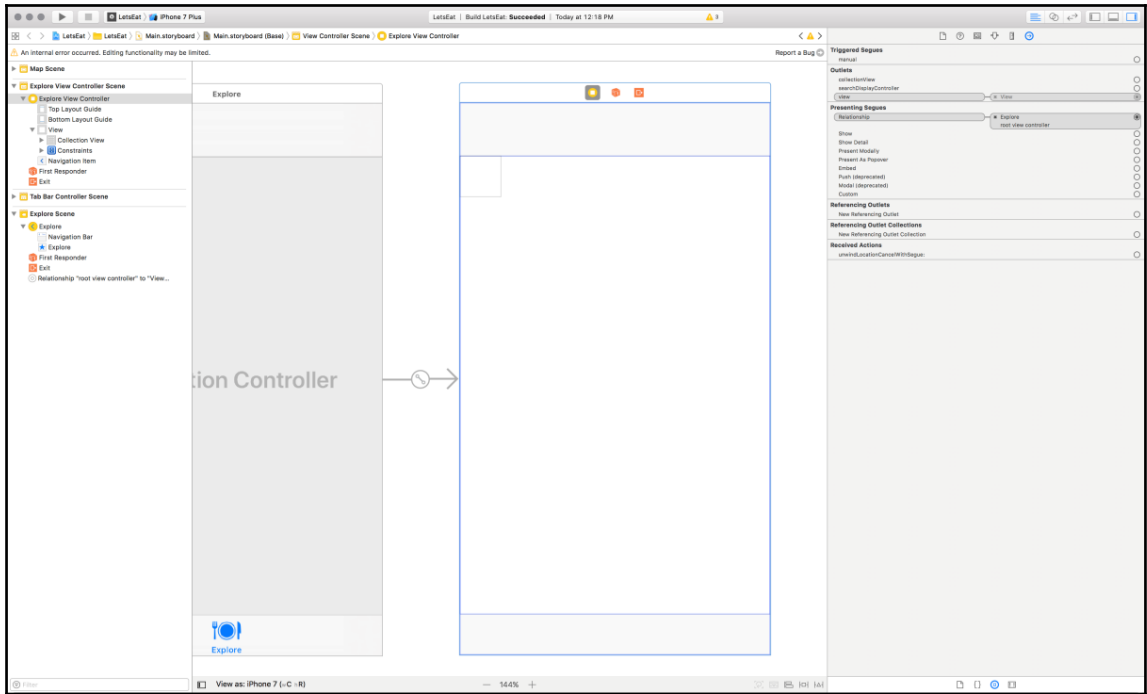 LetsEat iPhone 7 Plus
LetsEat | Build LetsEat: Succeeded | Today at 12:18 PM
3
LetsEat LetsEat Main.storyboard Main.storyboard (Base) View Controller Scene Explore View Controller
An internal error occurred. Editing functionality may be limited.
Report a Bug
Map Scene
Explore View Controller Scene
Explore View Controller
Top Layout Guide
Bottom Layout Guide
View
Collection View
Constraints
Navigation Item
First Responder
Exit
Tab Bar Controller Scene
Explore Scene
Explore
Navigation Bar
Explore
First Responder
Exit
Relationship "root view controller" to "View...
Filter
Explore
tion Controller
Explore
View as: iPhone 7 (wC hR)
144%
Triggered Segues
manual
Outlets
collectionView
searchDisplayController
view View
Presenting Segues
Relationship Explore
root view controller
Show
Show Detail
Present Modally
Present As Popover
Embed
Push (deprecated)
Modal (deprecated)
Custom
Referencing Outlets
New Referencing Outlet
Referencing Outlet Collections
New Referencing Outlet Collection
Received Actions
unwindLocationCancelWithSegue: